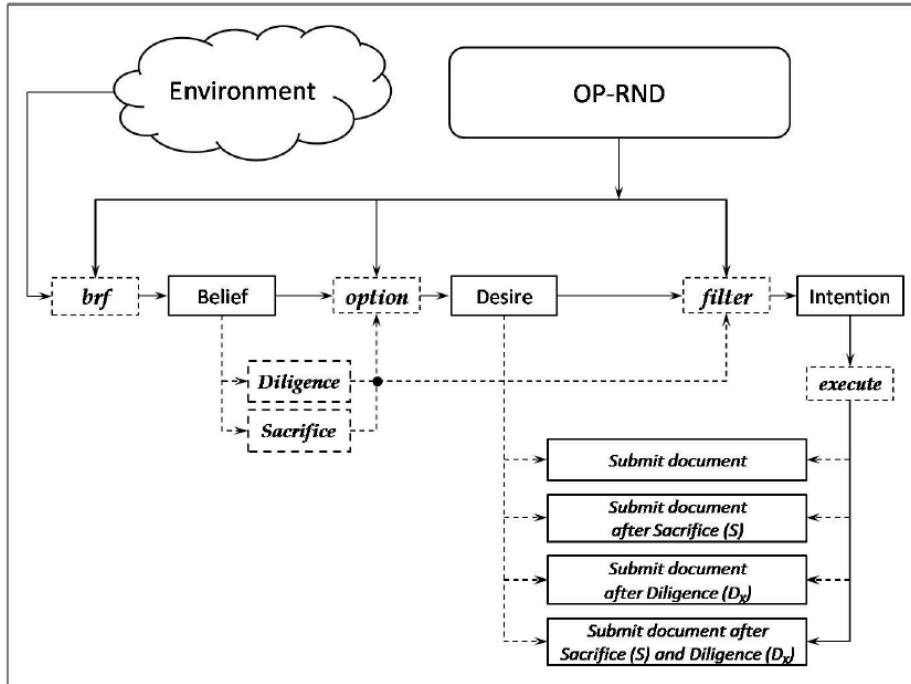 Environment
OP-RND
brf
Belief
option
Desire
filter
Intention
Diligence
Sacrifice
execute
Submit document
Submit document
after Sacrifice (S)
Submit document
after Diligence (Dx)
Submit document after
Sacrifice (S) and Diligence (Dx)